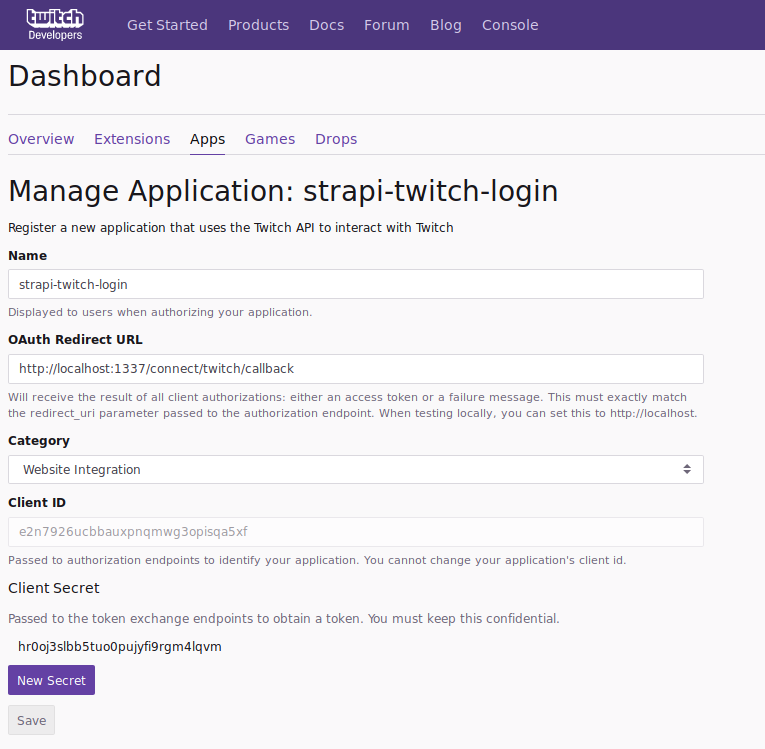 twitch
Developers
Get Started Products Docs Forum Blog Console
Dashboard
Overview Extensions Apps Games Drops
Manage Application: strapi-twitch-login
Register a new application that uses the Twitch API to interact with Twitch
Name
strapi-twitch-login
Displayed to users when authorizing your application.
OAuth Redirect URL
http://localhost:1337/connect/twitch/callback
Will receive the result of all client authorizations: either an access token or a failure message. This must exactly match
the redirect_uri parameter passed to the authorization endpoint. When testing locally, you can set this to http://localhost.
Category
Website Integration
Client ID
e2n7926ucbbauxpnqmwg3opisqa5xf
Passed to authorization endpoints to identify your application. You cannot change your application's client id.
Client Secret
Passed to the token exchange endpoints to obtain a token. You must keep this confidential.
hr0oj3slbb5tuo0pujyfi9rgm4lqvm
New Secret
Save